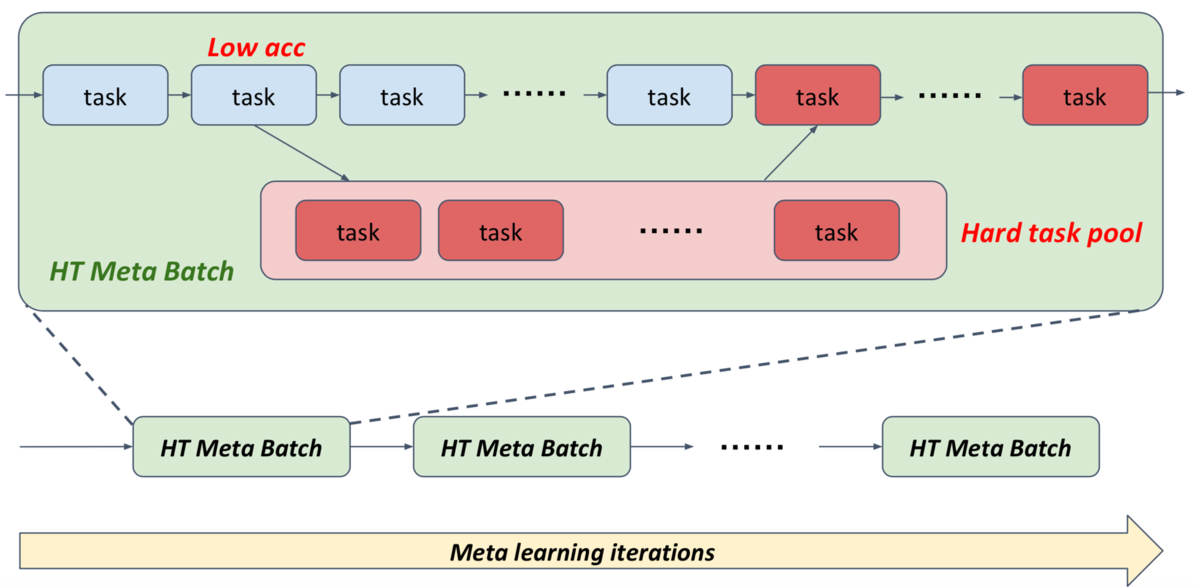 Low acc
task
task
task
......
task
task
......
task
task
task
......
task
Hard task pool
HT Meta Batch
HT Meta Batch
HT Meta Batch
......
HT Meta Batch
Meta learning iterations